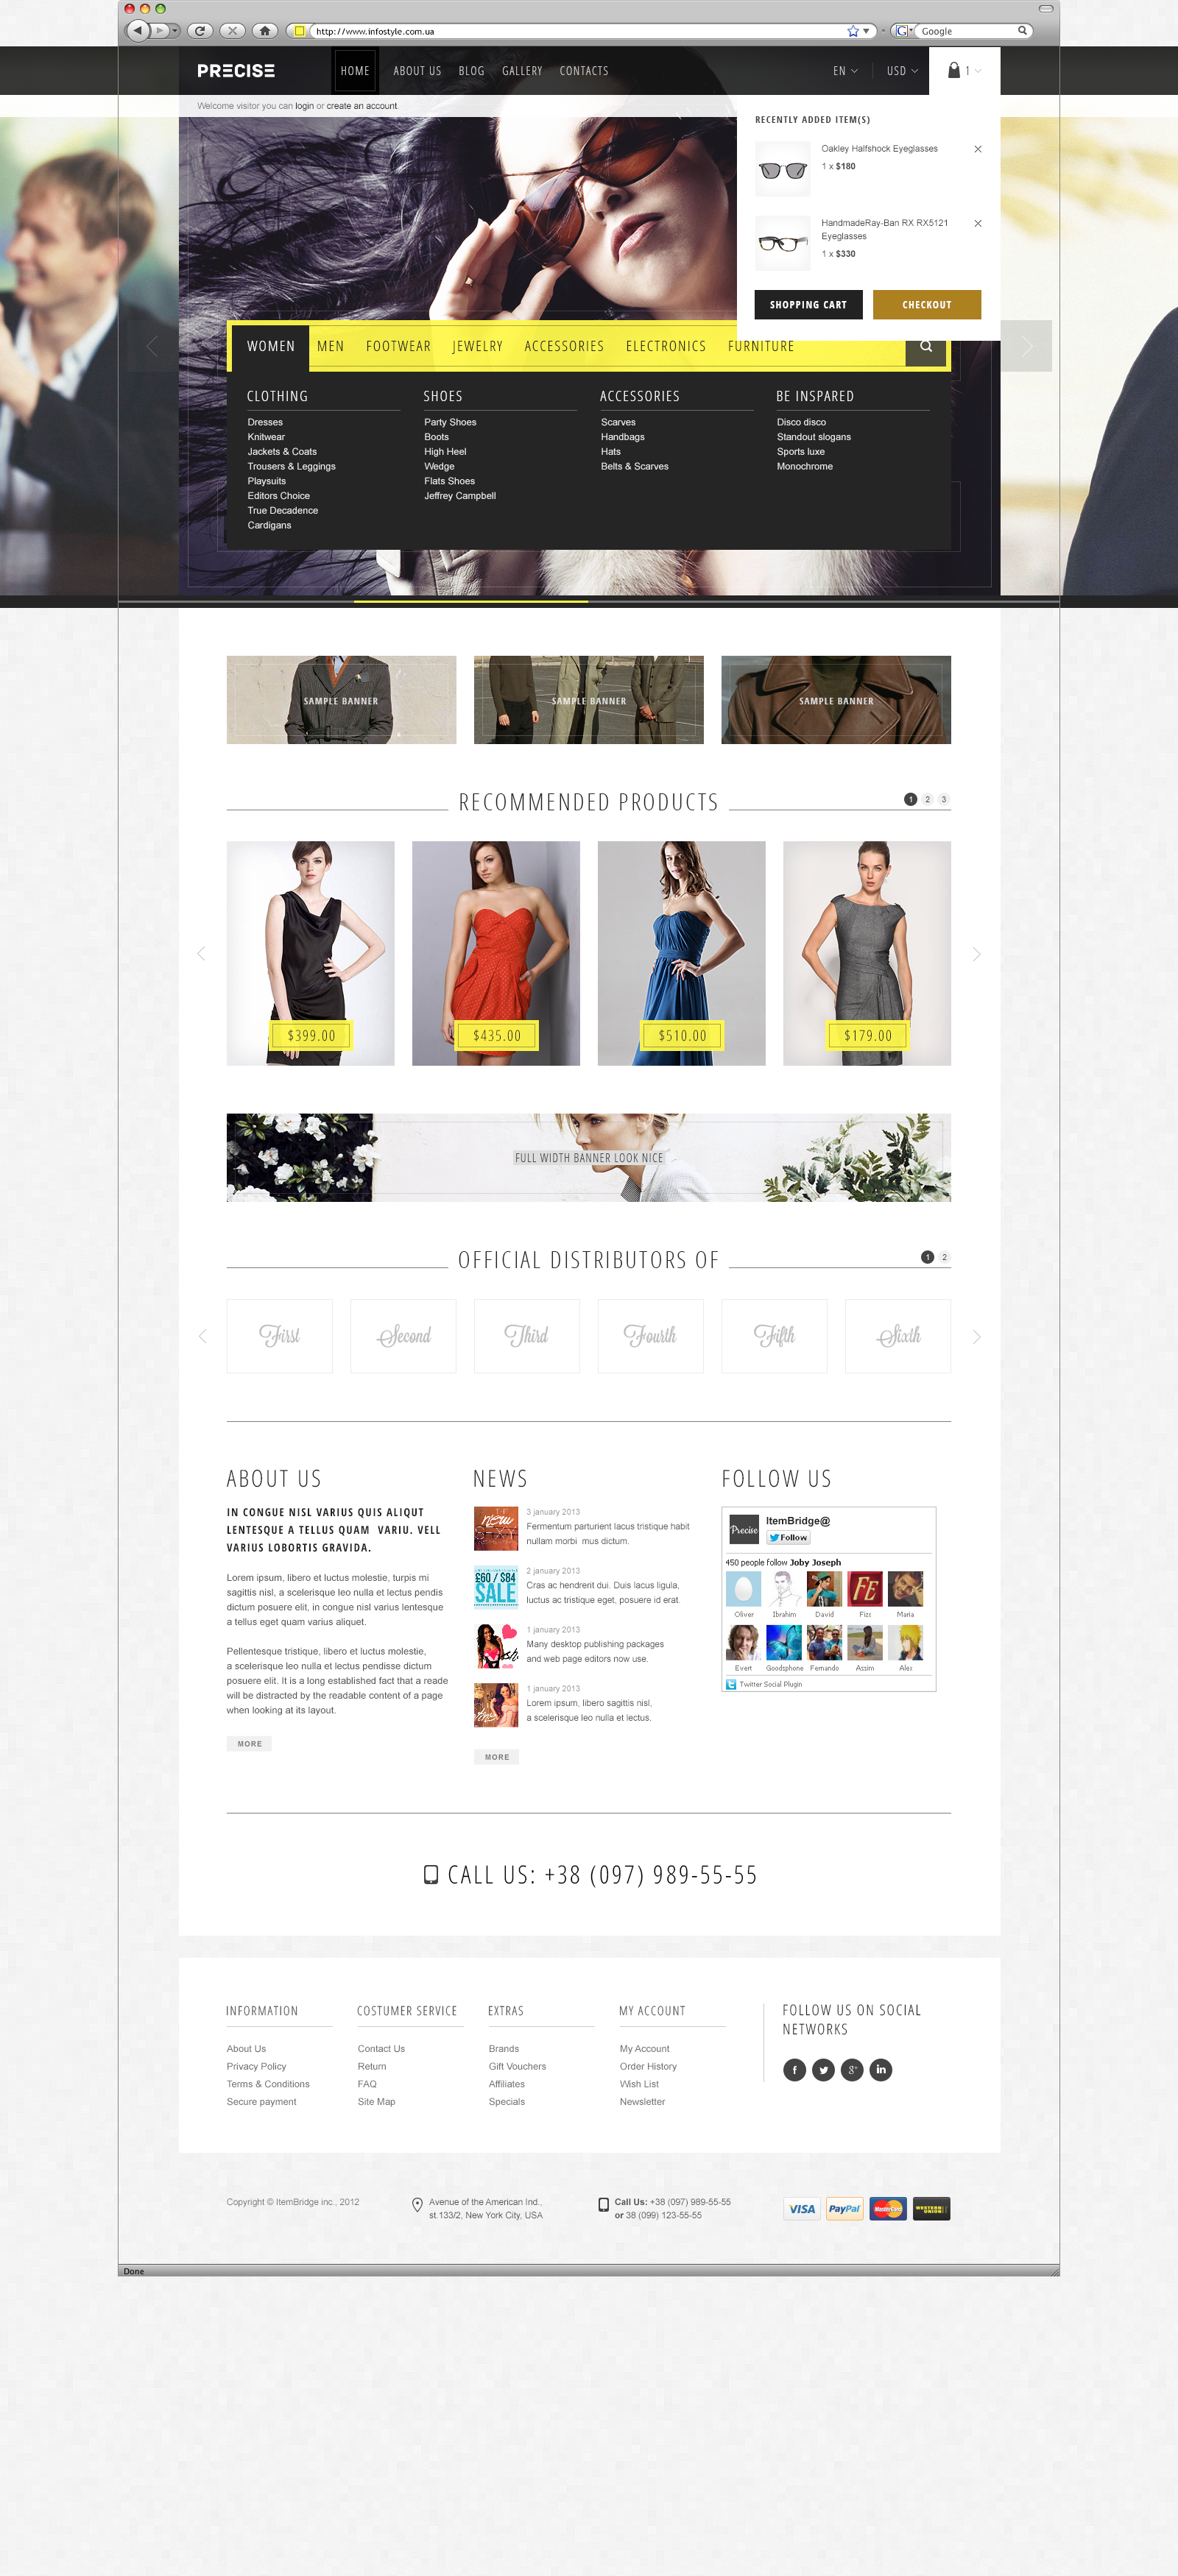 http://www.infostyle.com.ua
Google
PRECISE
HOME
ABOUT US
BLOG
GALLERY
CONTACTS
EN
USD
1
Welcome visitor you can login or create an account.
RECENTLY ADDED ITEM(S)
Oakley Halfshock Eyeglasses
1 x $180
HandmadeRay-Ban RX RX5121
Eyeglasses
1 x $330
SHOPPING CART
CHECKOUT
WOMEN
MEN
FOOTWEAR
JEWELRY
ACCESSORIES
ELECTRONICS
FURNITURE
CLOTHING
Dresses
Knitwear
Jackets & Coats
Trousers & Leggings
Playsuits
Editors Choice
True Decadence
Cardigans
SHOES
Party Shoes
Boots
High Heel
Wedge
Flats Shoes
Jeffrey Campbell
ACCESSORIES
Scarves
Handbags
Hats
Belts & Scarves
BE INSPARED
Disco disco
Standout slogans
Sports luxe
Monochrome
SAMPLE BANNER
SAMPLE BANNER
SAMPLE BANNER
RECOMMENDED PRODUCTS
1 2 3
$399.00
$435.00
$510.00
$179.00
FULL WIDTH BANNER LOOK NICE
OFFICIAL DISTRIBUTORS OF
1 2
First
Second
Third
Fourth
Fifth
Sixth
ABOUT US
IN CONGUE NISL VARIUS QUIS ALIQUT
LENTESQUE A TELLUS QUAM VARIU. VELL
VARIUS LOBORTIS GRAVIDA.
Lorem ipsum, libero et luctus molestie, turpis mi
sagittis nisl, a scelerisque leo nulla et lectus pendis
dictum posuere elit, in congue nisl varius lentesque
a tellus eget quam varius aliquet.
Pellentesque tristique, libero et luctus molestie,
a scelerisque leo nulla et lectus pendisse dictum
posuere elit. It is a long established fact that a reade
will be distracted by the readable content of a page
when looking at its layout.
MORE
NEWS
3 january 2013
Fermentum parturient lacus tristique habit
nullam morbi mus dictum.
£60 / $84
SALE
2 january 2013
Cras ac hendrerit dui. Duis lacus ligula,
luctus ac tristique eget, posuere id erat.
1 january 2013
Many desktop publishing packages
and web page editors now use.
1 january 2013
Lorem ipsum, libero sagittis nisl,
a scelerisque leo nulla et lectus.
MORE
FOLLOW US
Precise
ItemBridge@
Follow
450 people follow Joby Joseph
FE
Oliver
Ibrahim
David
Fizz
Maria
Evert
Goodsphone
Fernando
Assim
Alex
Twitter Social Plugin
CALL US: +38 (097) 989-55-55
INFORMATION
About Us
Privacy Policy
Terms & Conditions
Secure payment
COSTUMER SERVICE
Contact Us
Return
FAQ
Site Map
EXTRAS
Brands
Gift Vouchers
Affiliates
Specials
MY ACCOUNT
My Account
Order History
Wish List
Newsletter
FOLLOW US ON SOCIAL
NETWORKS
Copyright © ItemBridge inc., 2012
Avenue of the American Ind.,
st.133/2, New York City, USA
Call Us: +38 (097) 989-55-55
or 38 (099) 123-55-55
VISA
PayPal
MasterCard
WESTERN UNION
Done